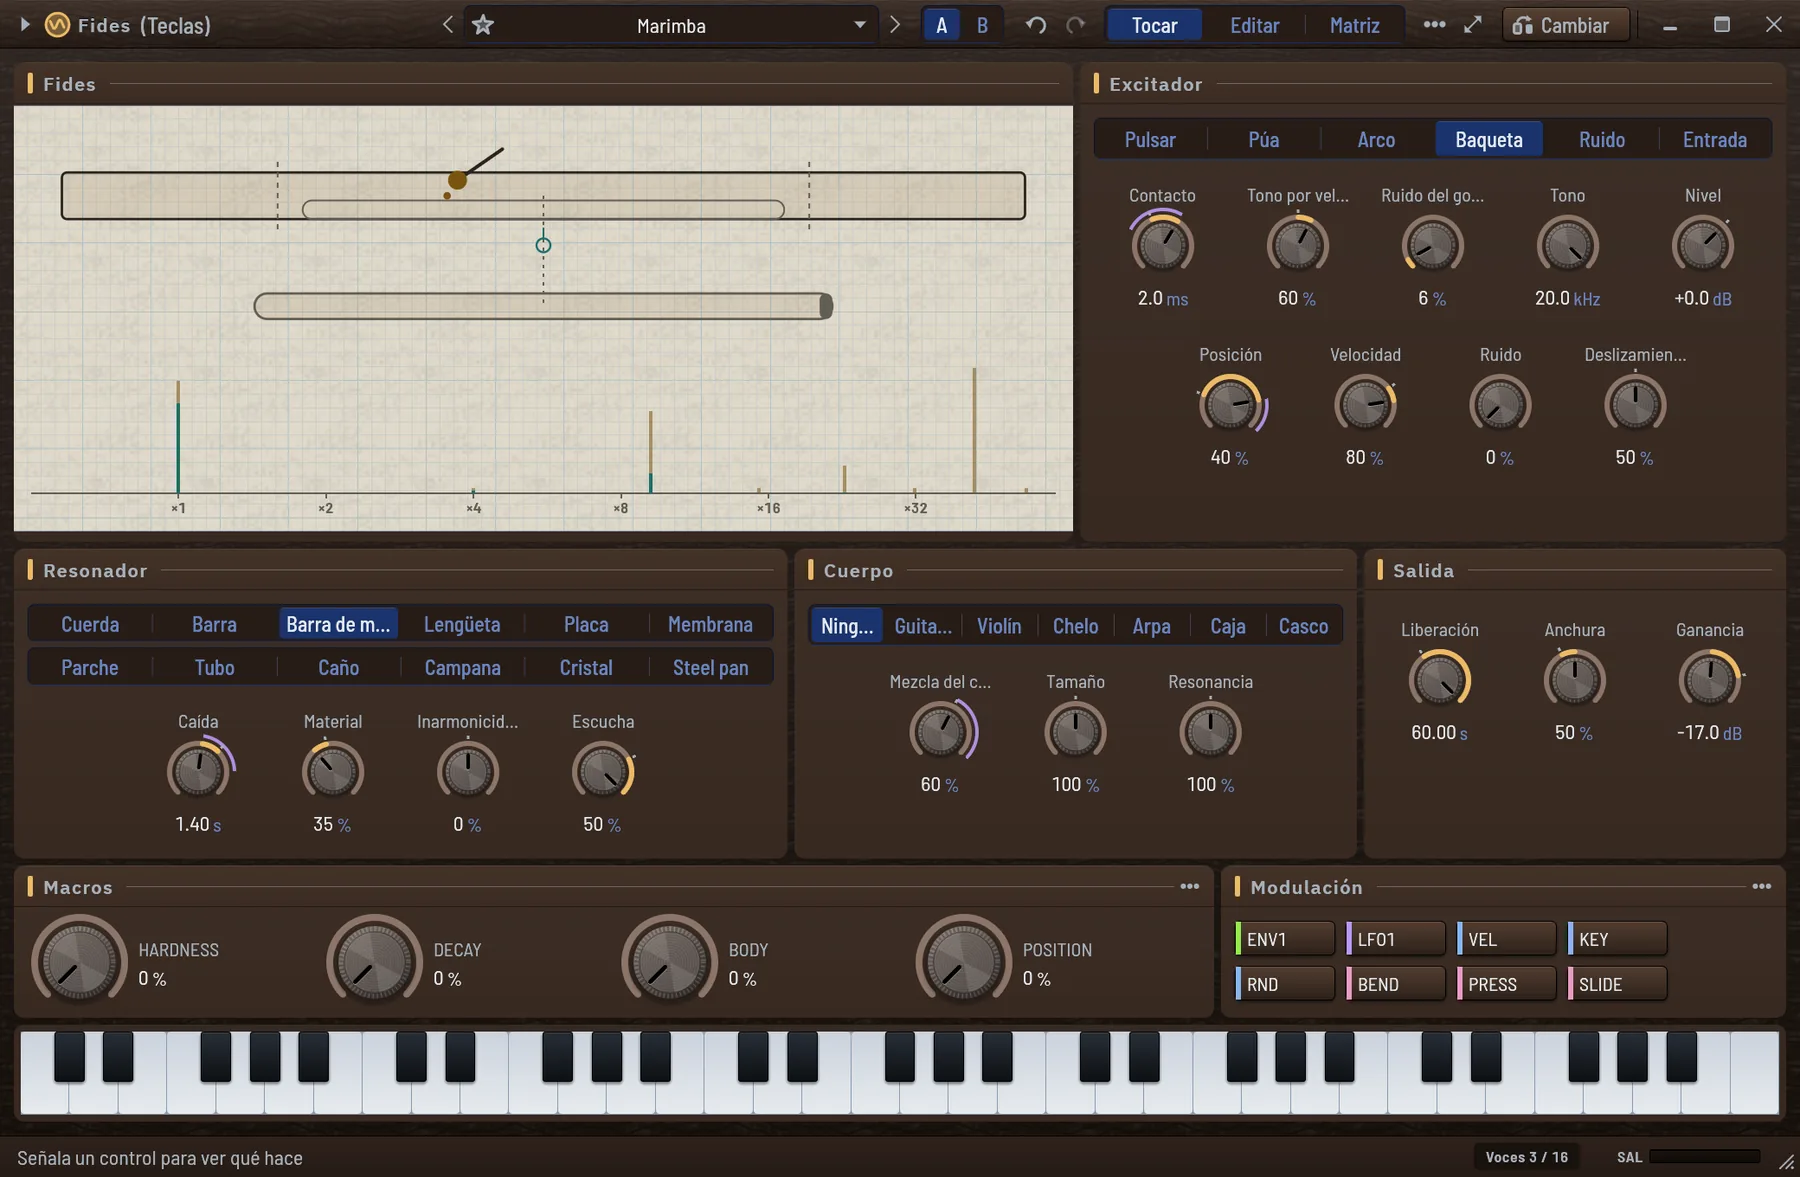 Fides (Teclas)
Marimba
A
B
Tocar
Editar
Matriz
•••
Cambiar
Fides
×1
×2
×4
×8
×16
×32
Excitador
Pulsar
Púa
Arco
Baqueta
Ruido
Entrada
Contacto
Tono por vel...
Ruido del go...
Tono
Nivel
2.0 ms
60 %
6 %
20.0 kHz
+0.0 dB
Posición
Velocidad
Ruido
Deslizamien...
40 %
80 %
0 %
50 %
Resonador
Cuerda
Barra
Barra de m...
Lengüeta
Placa
Membrana
Parche
Tubo
Caño
Campana
Cristal
Steel pan
Caída
Material
Inarmonicid...
Escucha
1.40 s
35 %
0 %
50 %
Cuerpo
Ning...
Guita...
Violín
Chelo
Arpa
Caja
Casco
Mezcla del c...
Tamaño
Resonancia
60 %
100 %
100 %
Salida
Liberación
Anchura
Ganancia
60.00 s
50 %
-17.0 dB
Macros
•••
HARDNESS
0 %
DECAY
0 %
BODY
0 %
POSITION
0 %
Modulación
•••
ENV1
LFO1
VEL
KEY
RND
BEND
PRESS
SLIDE
Señala un control para ver qué hace
Voces 3 / 16
SAL